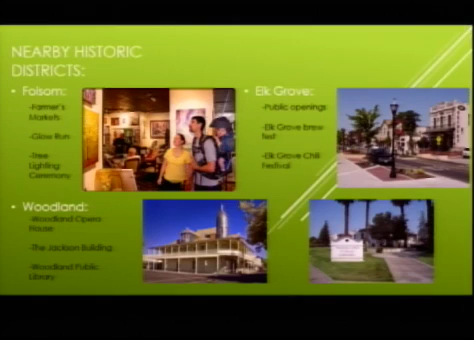 NEARBY HISTORIC
DISTRICTS:
Folsom:
-Farmer's
Markets
-Glow Run
-Tree
Lighting
Ceremony
Elk Grove:
-Public openings
-Elk Grove brew
fest
-Elk Grove Chili
Festival
Woodland:
-Woodland Opera
House
-The Jackson Building
-Woodland Public
Library